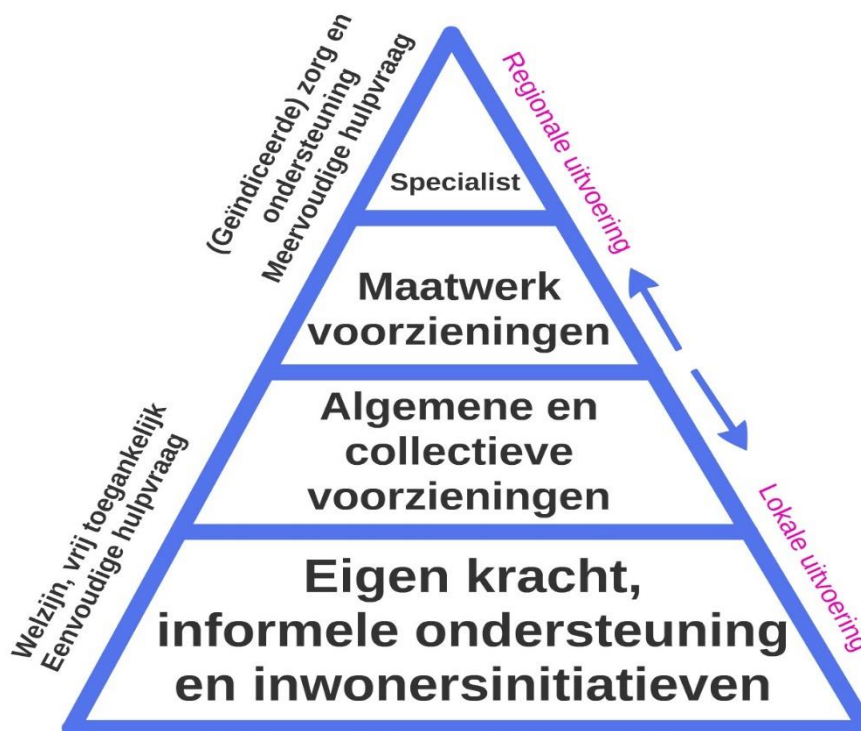 (Geïndiceerde) zorg en
ondersteuning
Meervoudige hulpvraag
Regionale uitvoering
Specialist
Maatwerk
voorzieningen
Algemene en
collectieve
voorzieningen
Welzijn, vrij toegankelijk
Eenvoudige hulpvraag
Lokale uitvoering
Eigen kracht,
informele ondersteuning
en inwonersinitiatieven